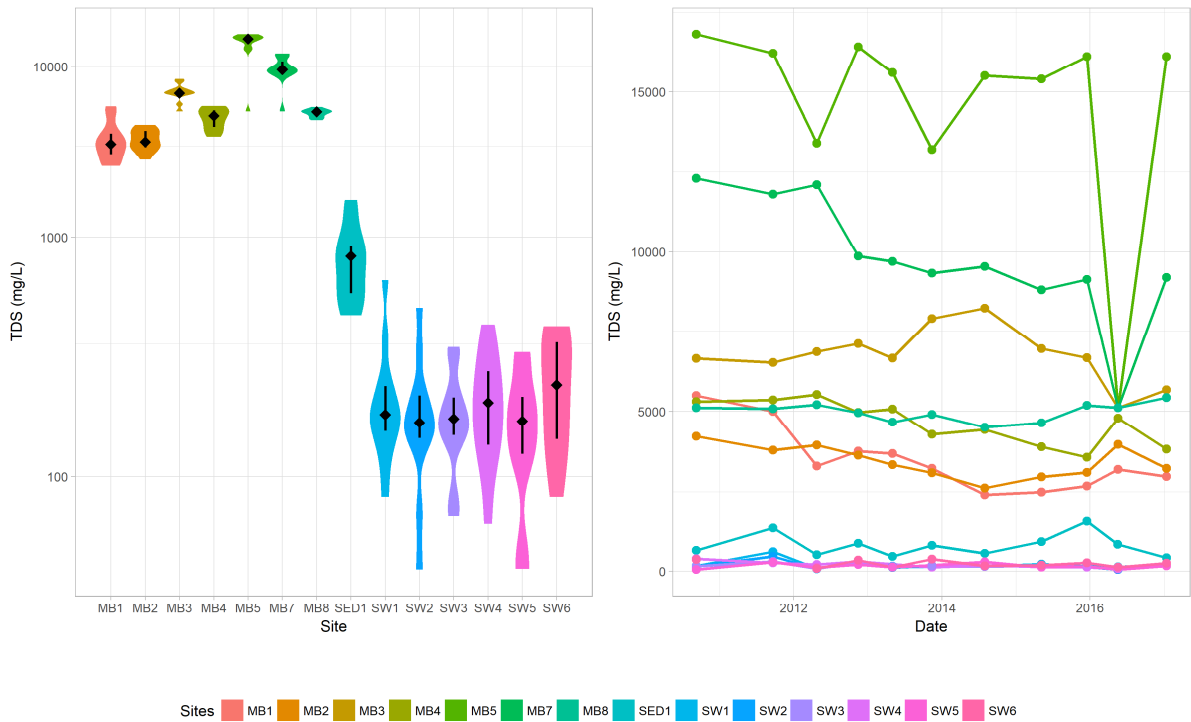 TDS (mg/L)
10000
1000
100
MB1 MB2 MB3 MB4 MB5 MB7 MB8 SED1 SW1 SW2 SW3 SW4 SW5 SW6
Site
TDS (mg/L)
15000
10000
5000
0
2012 2014 2016
Date
Sites MB1 MB2 MB3 MB4 MB5 MB7 MB8 SED1 SW1 SW2 SW3 SW4 SW5 SW6